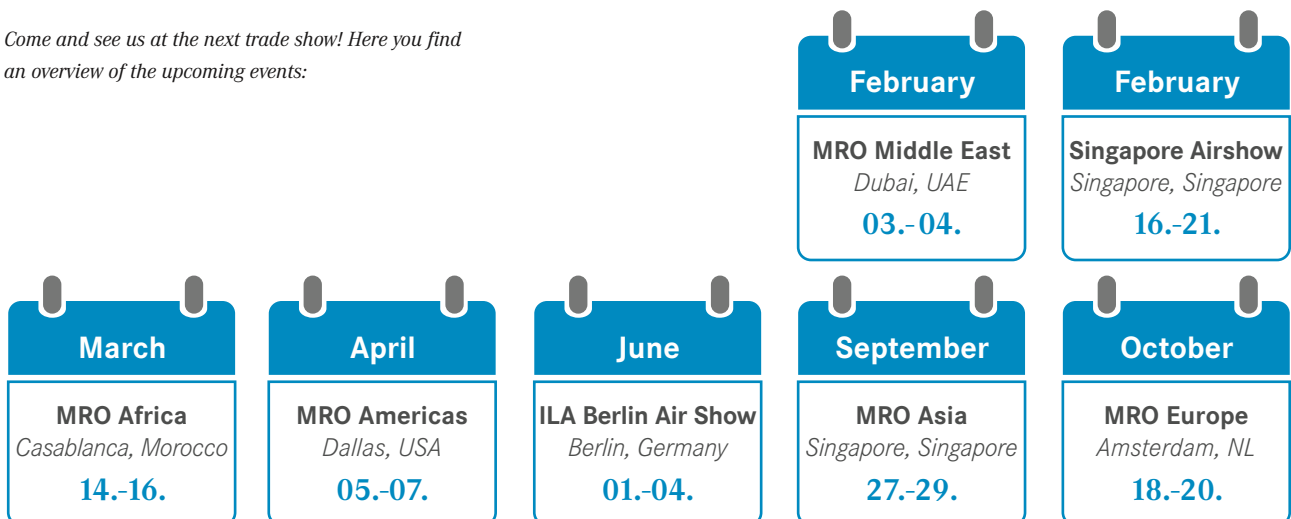 Come and see us at the next trade show! Here you find
an overview of the upcoming events:
February
MRO Middle East
Dubai, UAE
03.-04.
February
Singapore Airshow
Singapore, Singapore
16.-21.
March
MRO Africa
Casablanca, Morocco
14.-16.
April
MRO Americas
Dallas, USA
05.-07.
June
ILA Berlin Air Show
Berlin, Germany
01.-04.
September
MRO Asia
Singapore, Singapore
27.-29.
October
MRO Europe
Amsterdam, NL
18.-20.